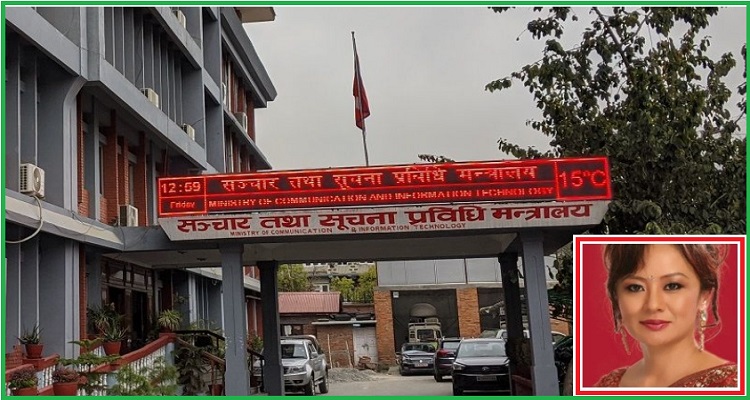 12:59
Friday
सञ्चार तथा सूचना प्रविधि मन्त्रालय
MINISTRY OF COMMUNICATION AND INFORMATION TECHNOLOGY
15°C
सञ्चार तथा सूचना प्रविधि मन्त्रालय
MINISTRY OF COMMUNICATION & INFORMATION TECHNOLOGY